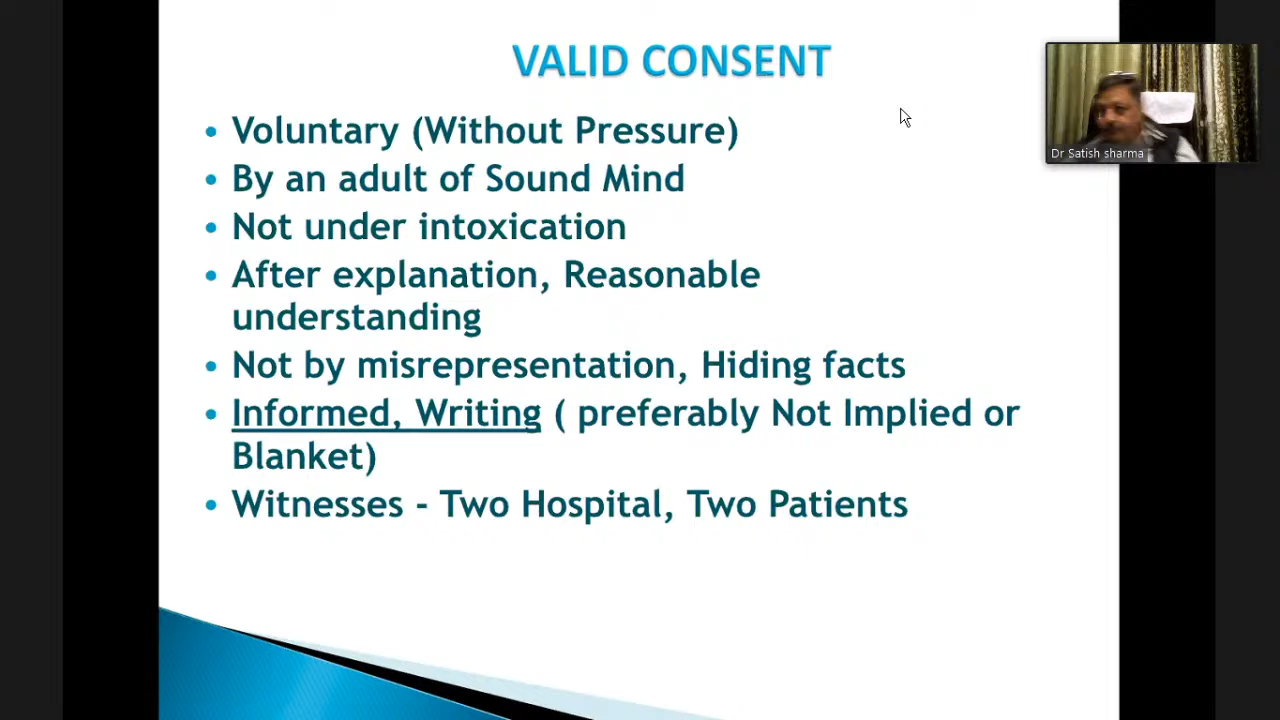 VALID CONSENT
• Voluntary (Without Pressure)
• By an adult of Sound Mind
• Not under intoxication
• After explanation, Reasonable
understanding
• Not by misrepresentation, Hiding facts
• Informed, Writing ( preferably Not Implied or
Blanket)
• Witnesses - Two Hospital, Two Patients
Dr Satish sharma